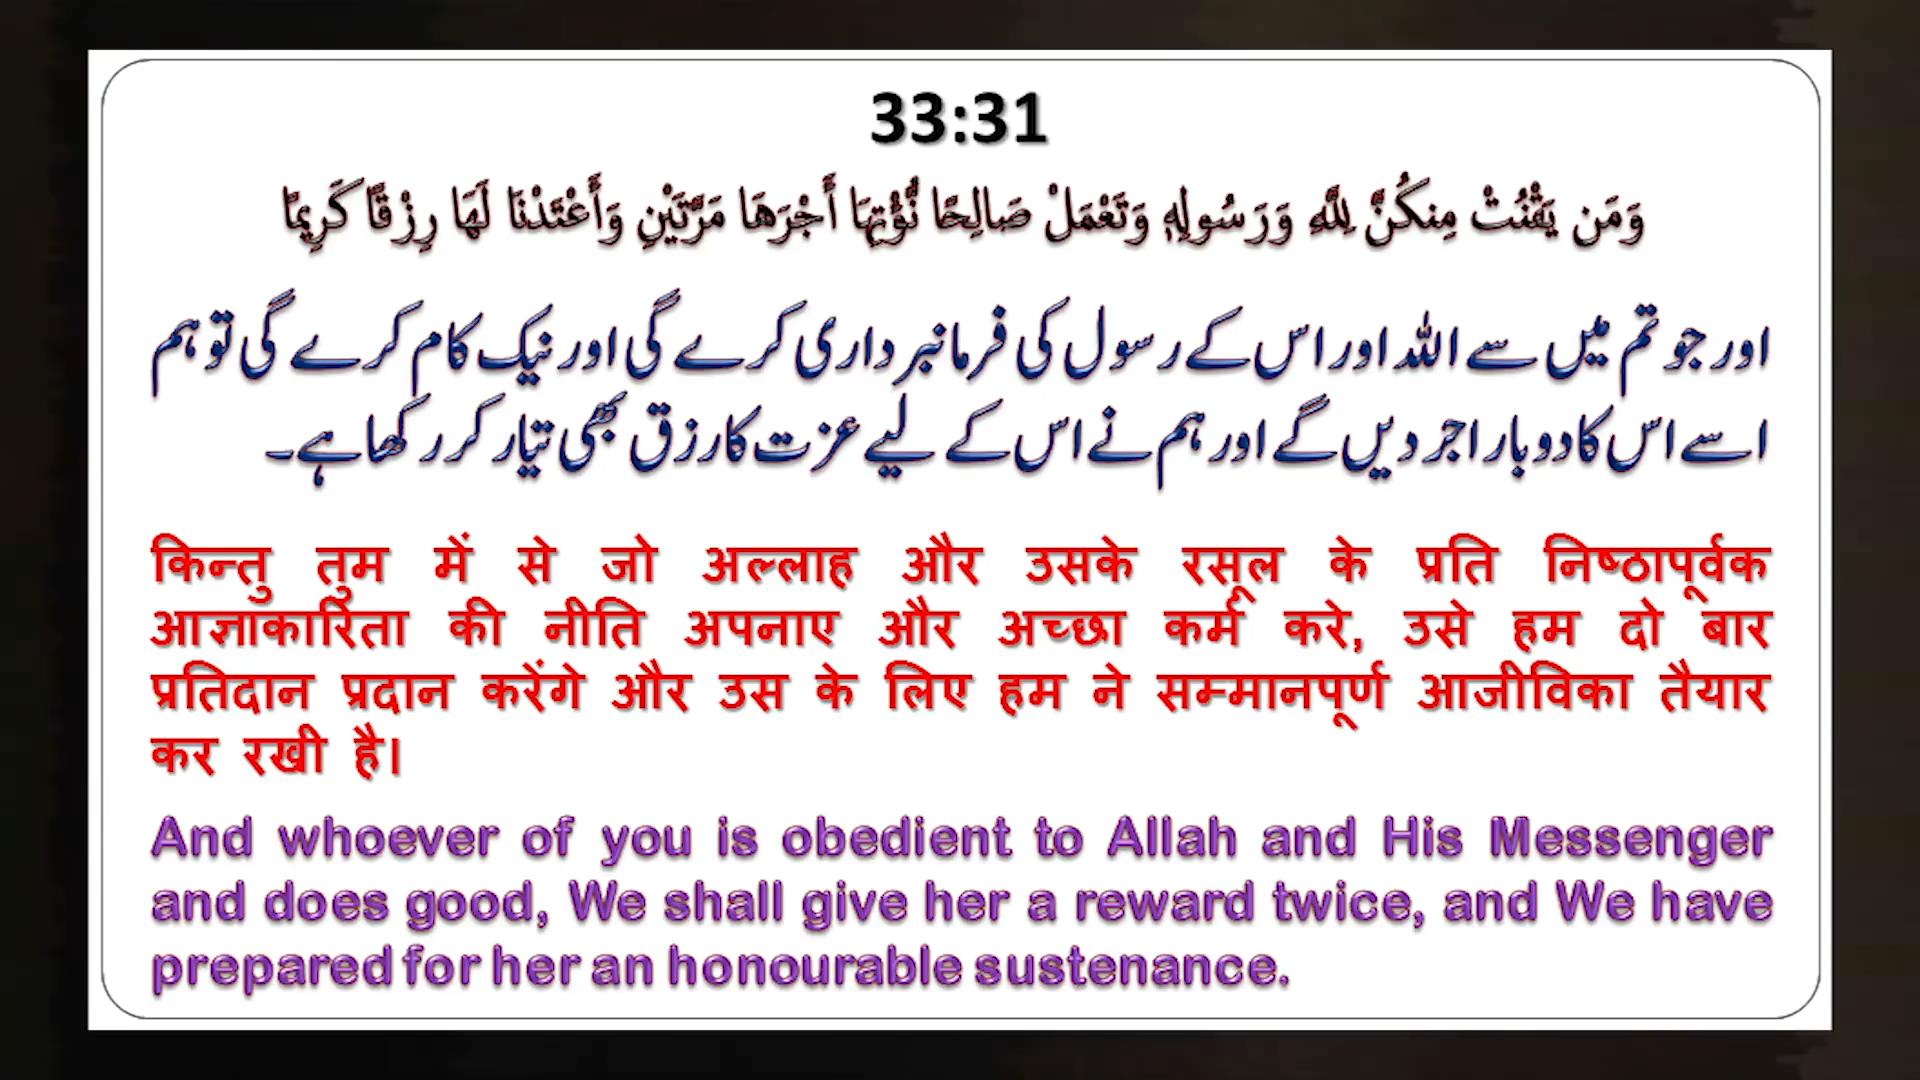 33:31
وَمَن يَقْنُتْ مِنكُنَّ لِلَّهِ وَرَسُولِهِ وَتَعْمَلْ صَالِحًا نُّؤْتِهَا أَجْرَهَا مَرَّتَيْنِ وَأَعْتَدْنَا لَهَا رِزْقًا كَرِيمًا
اور جو تم میں سے اللہ اور اس کے رسول کی فرمانبرداری کرے گی اور نیک کام کرے گی تو ہم
اسے اس کا دوبار اجر دیں گے اور ہم نے اس کے لیے عزت کا رزق بھی تیار کر رکھا ہے۔
किन्तु तुम में से जो अल्लाह और उसके रसूल के प्रति निष्ठापूर्वक
आज्ञाकारिता की नीति अपनाए और अच्छा कर्म करे, उसे हम दो बार
प्रतिदान प्रदान करेंगे और उस के लिए हम ने सम्मानपूर्ण आजीविका तैयार
कर रखी है।
And whoever of you is obedient to Allah and His Messenger
and does good, We shall give her a reward twice, and We have
prepared for her an honourable sustenance.